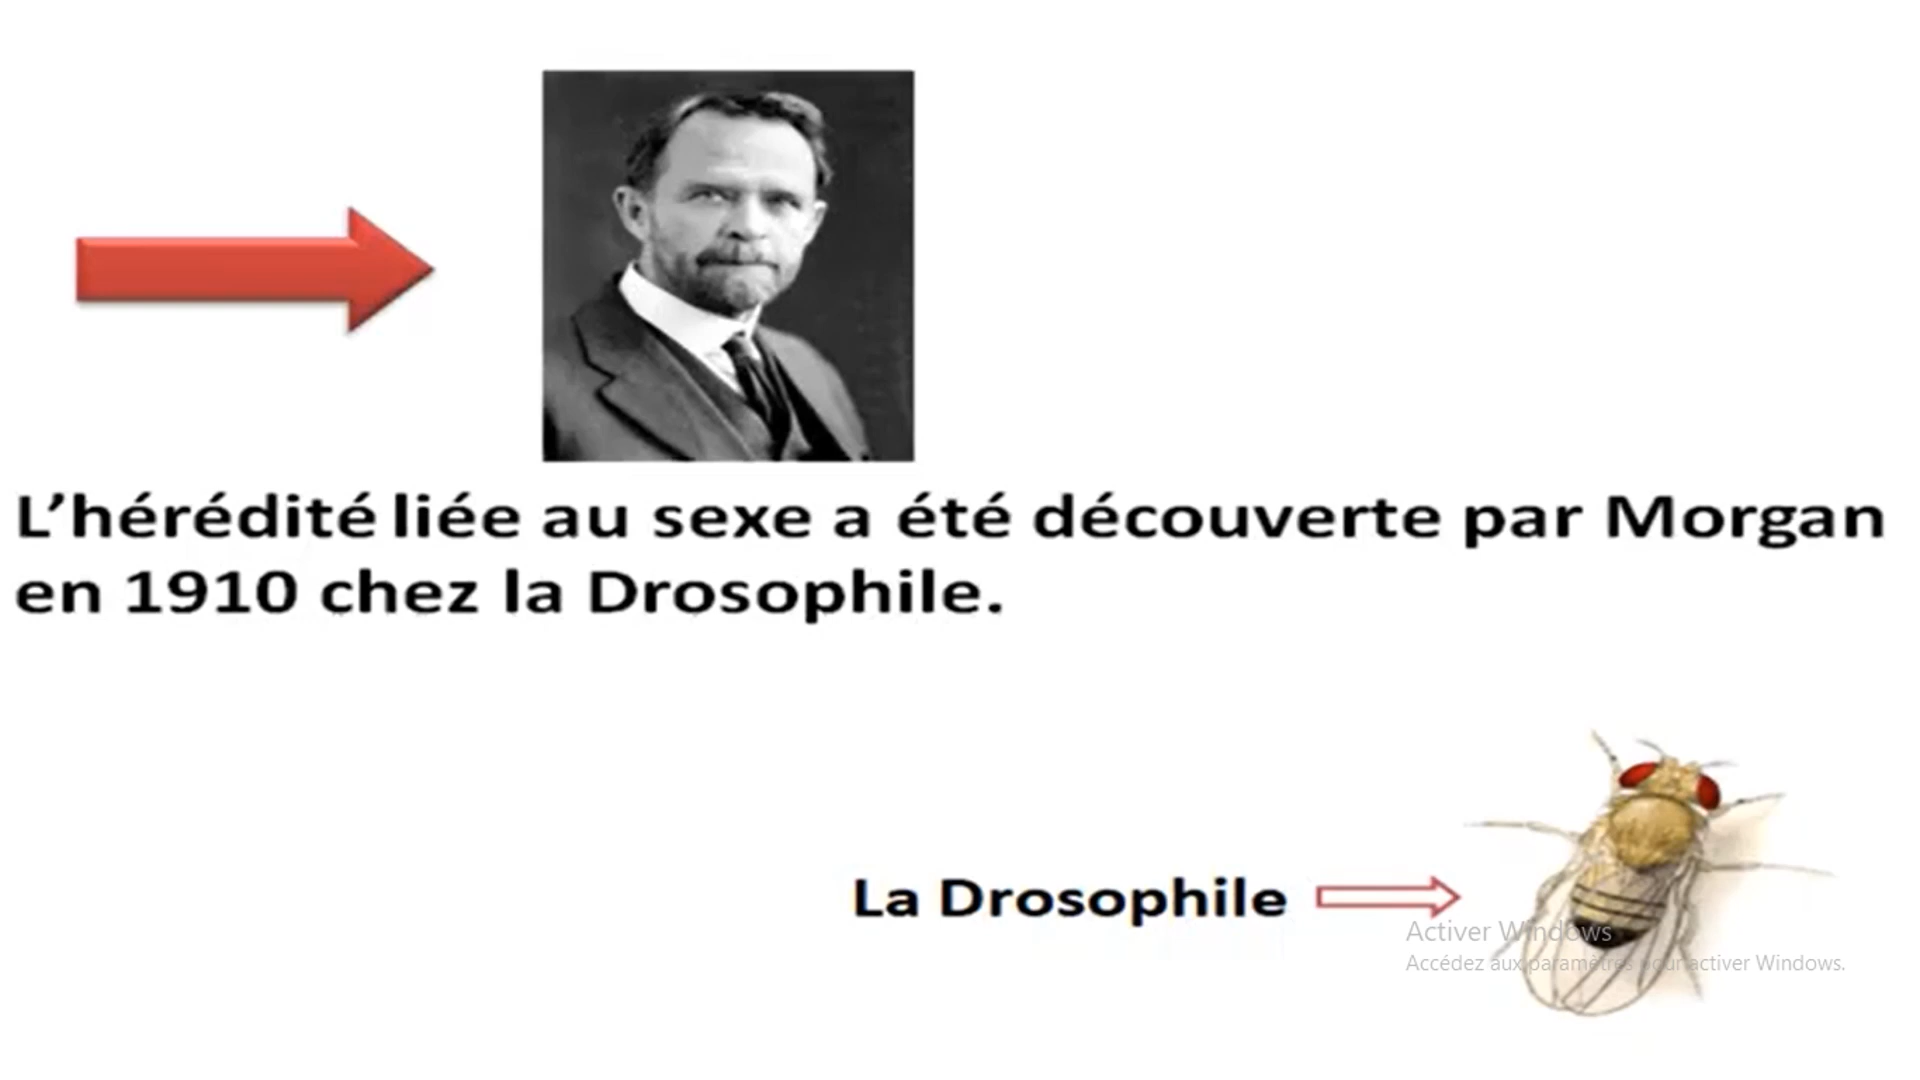 L'hérédité liée au sexe a été découverte par Morgan
en 1910 chez la Drosophile.
La Drosophile
Activer Windows
Accédez aux paramètres pour activer Windows.